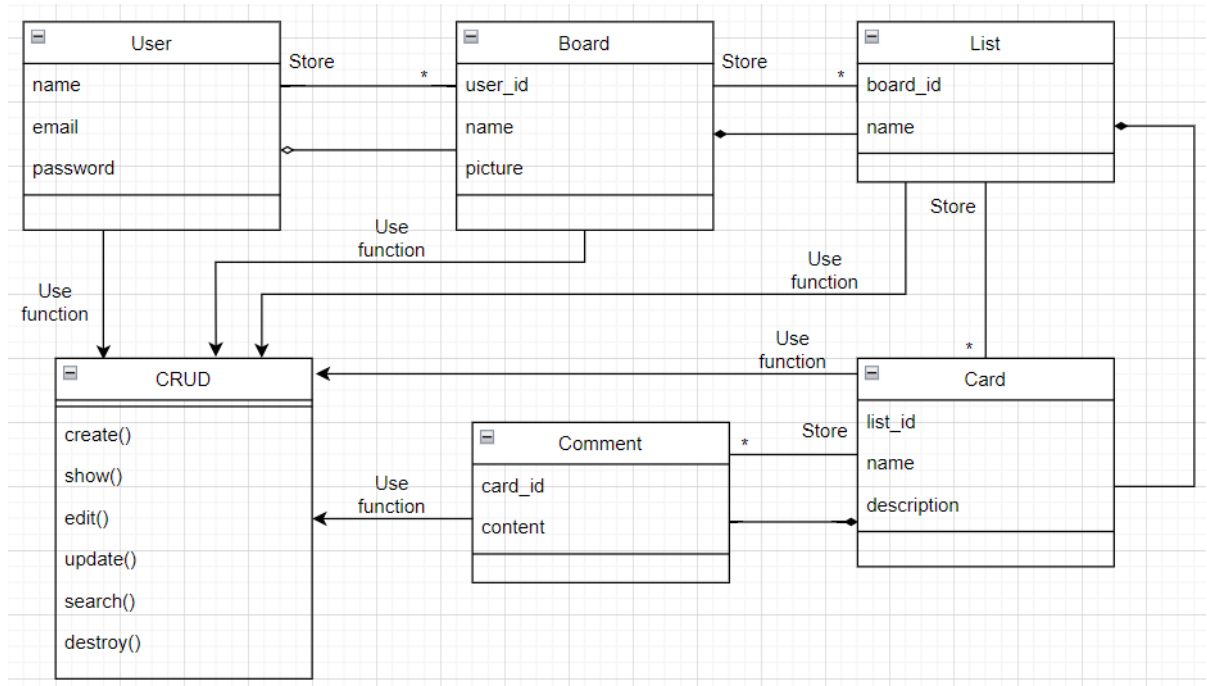 User
name
email
password
Store
*
Board
user_id
name
picture
Store
*
List
board_id
name
Store
*
Use
function
Use
function
Use
function
Use
function
CRUD
create()
show()
edit()
update()
search()
destroy()
Use
function
Comment
card_id
content
*
Store
Card
list_id
name
description